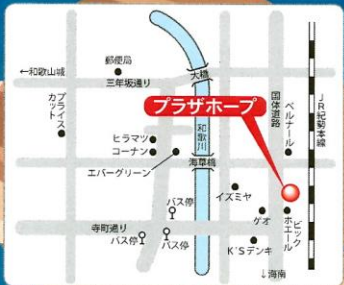 郵便局
←和歌山城
三年坂通り
大橋
プライスカット
プラザホープ
国体道路
ベルナール
JR紀勢本線
ヒラマツ
コーナン
エバーグリーン
和歌川
海草橋
イズミヤ
バス停
ゲオ
ビックホエール
寺町通り
バス停
バス停
K'Sデンキ
↓海南